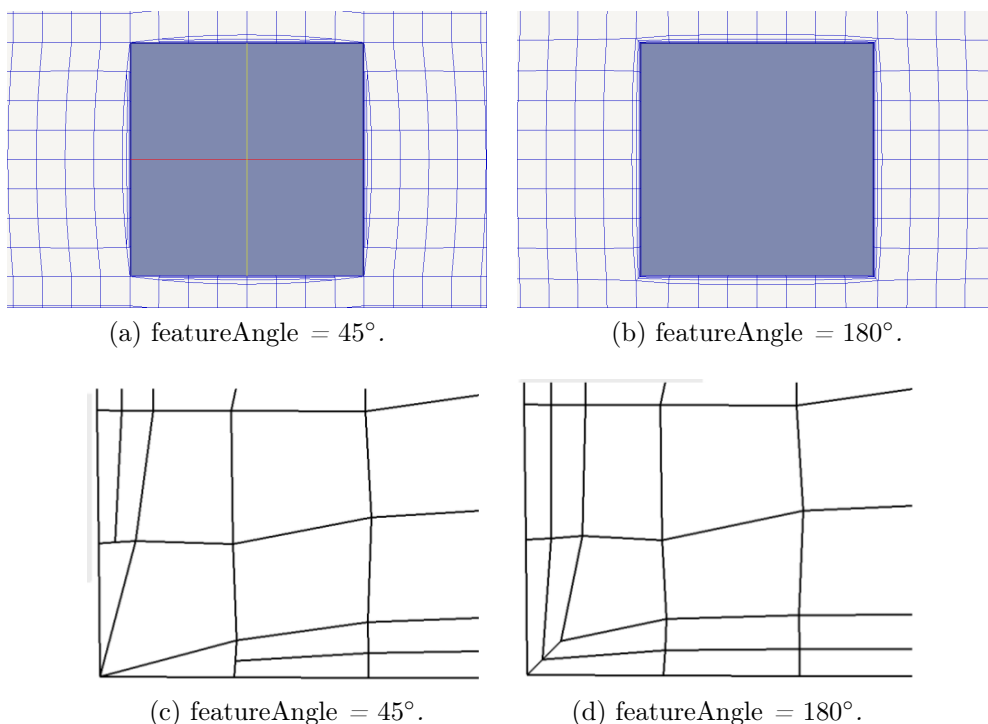 (a) featureAngle = 45°.
(b) featureAngle = 180°.
(c) featureAngle = 45°.
(d) featureAngle = 180°.